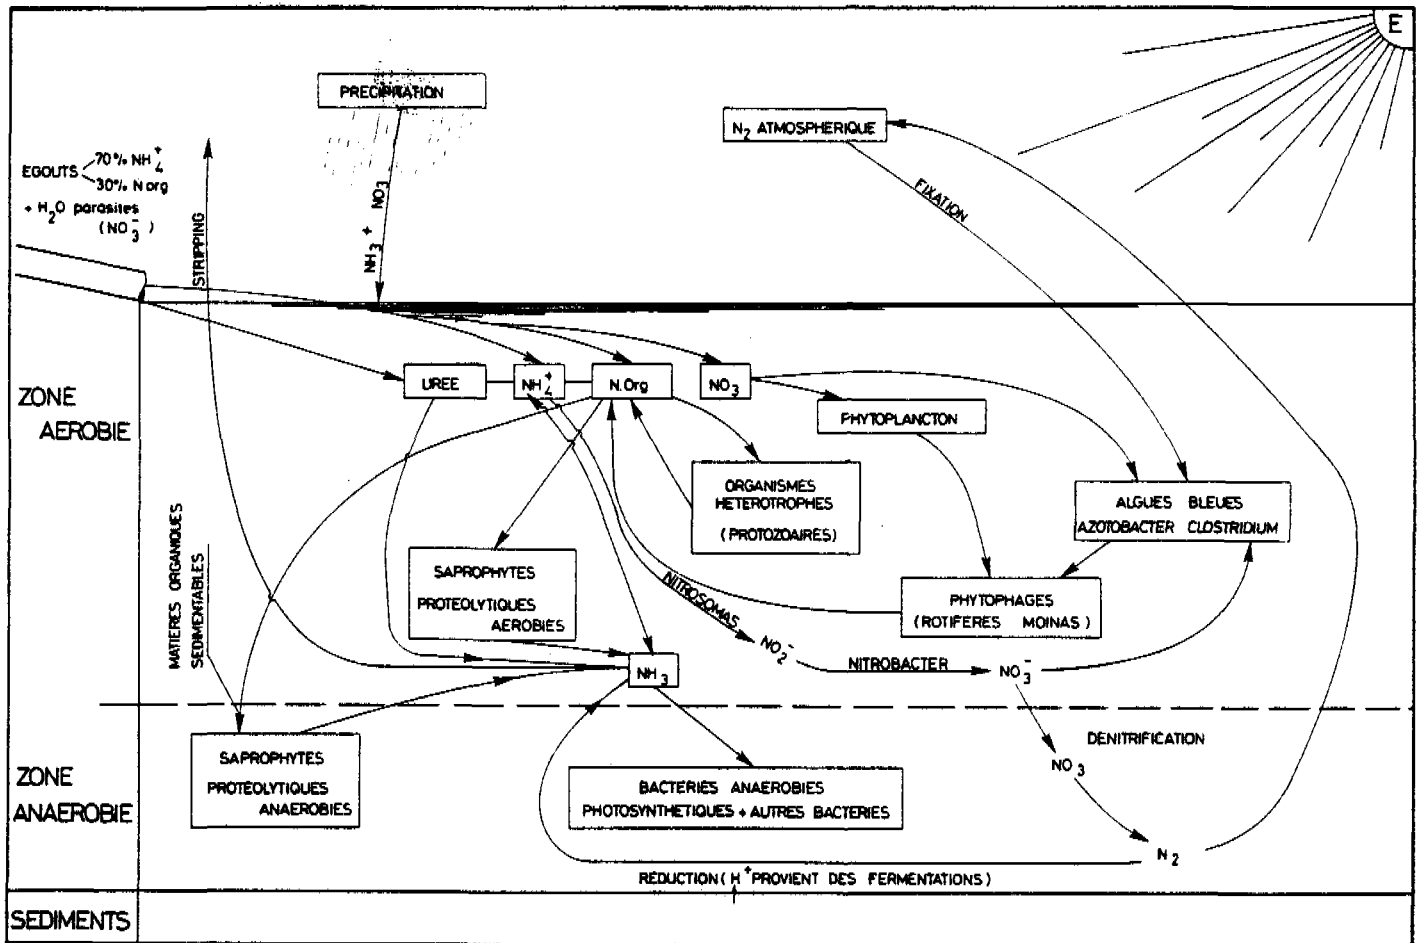 E
PRECIPITATION
N2 ATMOSPHERIQUE
EGOUTS 70% NH4+
30% N org
+ H2O parasites
(NO3-)
STRIPPING
NH3 + NO3
FIXATION
ZONE
AEROBIE
UREE
NH4+
N.Org
NO3
PHYTOPLANCTON
ORGANISMES
HETEROTROPHES
(PROTOZOAIRES)
ALGUES BLEUES
AZOTOBACTER CLOSTRIDIUM
MATIERES ORGANIQUES
SEDIMENTABLES
SAPROPHYTES
PROTEOLYTIQUES
AEROBIES
NITROSOMAS
NO2-
PHYTOPHAGES
(ROTIFERES MOINAS)
NITROBACTER
NO3-
NH3
DENITRIFICATION
ZONE
ANAEROBIE
SAPROPHYTES
PROTEOLYTIQUES
ANAEROBIES
BACTERIES ANAEROBIES
PHOTOSYNTHETIQUES + AUTRES BACTERIES
NO3
N2
REDUCTION (H+ PROVIENT DES FERMENTATIONS)
SEDIMENTS